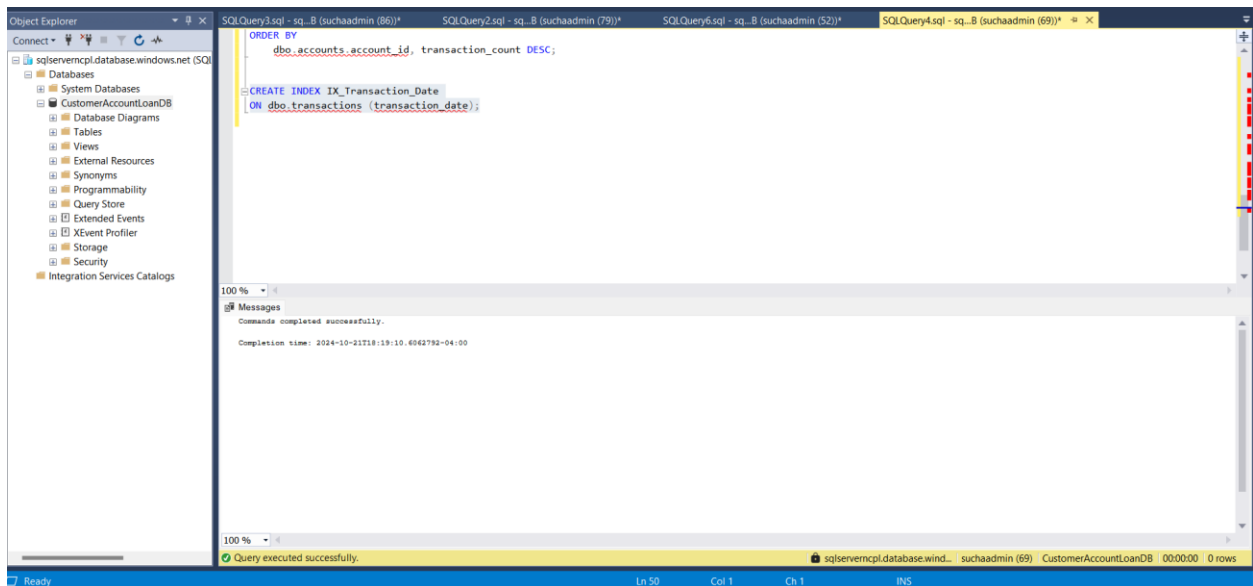 Object Explorer
SQLQuery3.sql - sq...B (suchaadmin (86))*
SQLQuery2.sql - sq...B (suchaadmin (79))*
SQLQuery6.sql - sq...B (suchaadmin (52))*
SQLQuery4.sql - sq...B (suchaadmin (69))*
Connect
sqlserverncpl.database.windows.net (SQL
Databases
System Databases
CustomerAccountLoanDB
Database Diagrams
Tables
Views
External Resources
Synonyms
Programmability
Query Store
Extended Events
XEvent Profiler
Storage
Security
Integration Services Catalogs
ORDER BY
dbo.accounts.account_id, transaction_count DESC;
CREATE INDEX IX_Transaction_Date
ON dbo.transactions (transaction_date);
100 %
Messages
Commands completed successfully.
Completion time: 2024-10-21T18:19:10.6062792-04:00
100 %
Query executed successfully.
sqlserverncpl.database.wind...
suchaadmin (69)
CustomerAccountLoanDB
00:00:00
0 rows
Ready
Ln 50
Col 1
Ch 1
INS